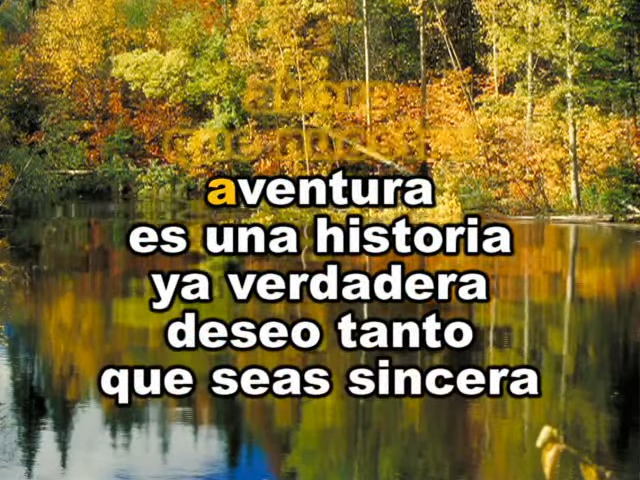 aventura
es una historia
ya verdadera
deseo tanto
que seas sincera